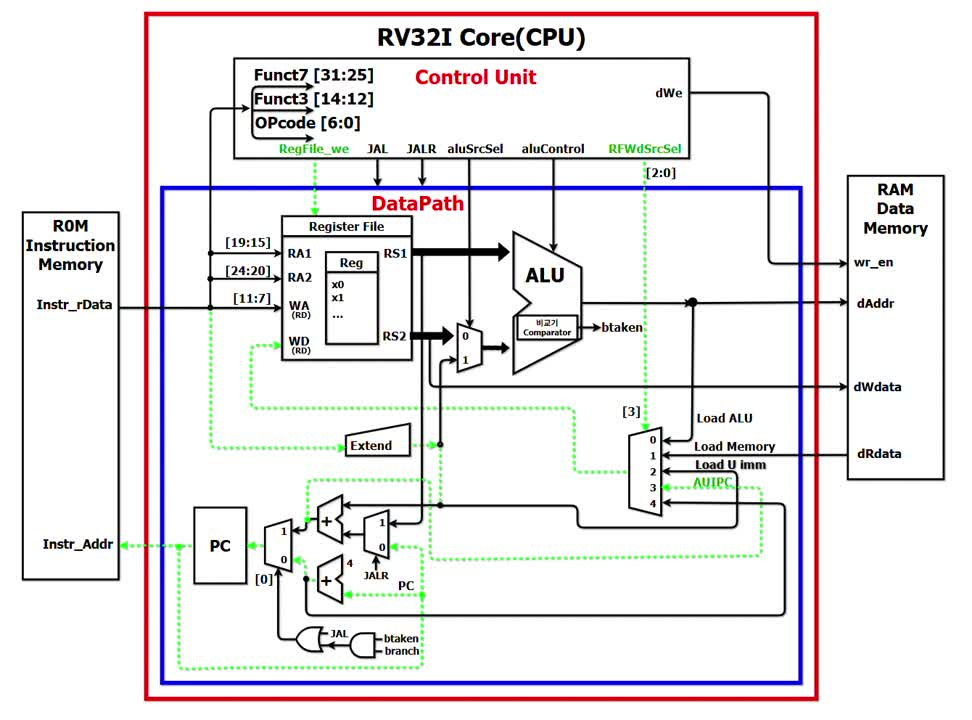 RV32I Core(CPU)
Control Unit
Funct7 [31:25]
Funct3 [14:12]
OPcode [6:0]
dWe
RegFile_we
JAL
JALR
aluSrcSel
aluControl
RFWdSrcSel
[2:0]
DataPath
R0M
Instruction
Memory
Instr_rData
Instr_Addr
RAM
Data
Memory
wr_en
dAddr
dWdata
dRdata
Register File
[19:15]
RA1
[24:20]
RA2
[11:7]
WA
(RD)
WD
(RD)
Reg
x0
x1
...
RS1
RS2
0
1
ALU
비교기
Comparator
btaken
[3]
0
1
2
3
4
Load ALU
Load Memory
Load U imm
AUIPC
Extend
PC
1
0
[0]
+
+
4
1
0
JALR
PC
JAL
btaken
branch